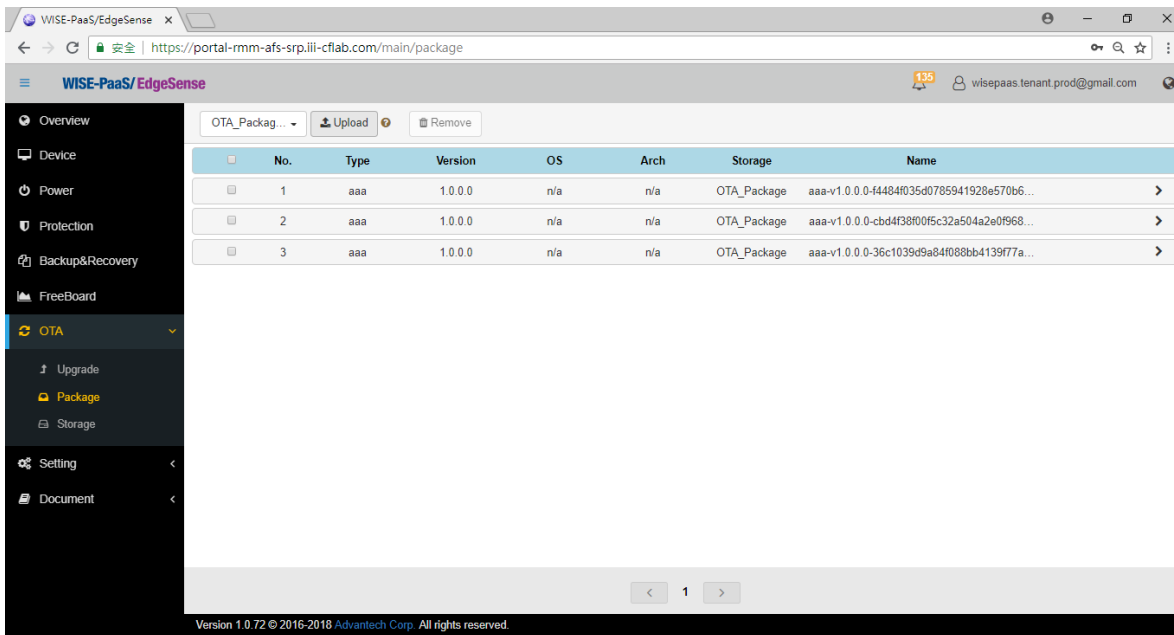 WISE-PaaS/EdgeSense
安全 | https://portal-rmm-afs-srp.iii-cflab.com/main/package
WISE-PaaS/EdgeSense 135 wisepaas.tenant.prod@gmail.com
Overview
Device
Power
Protection
Backup&Recovery
FreeBoard
OTA
Upgrade
Package
Storage
Setting
Document
OTA_Packag... Upload Remove
No. Type Version OS Arch Storage Name
1 aaa 1.0.0.0 n/a n/a OTA_Package aaa-v1.0.0.0-f4484f035d0785941928e570b6...
2 aaa 1.0.0.0 n/a n/a OTA_Package aaa-v1.0.0.0-cbd4f38f00f5c32a504a2e0f968...
3 aaa 1.0.0.0 n/a n/a OTA_Package aaa-v1.0.0.0-36c1039d9a84f088bb4139f77a...
< 1 >
Version 1.0.72 © 2016-2018 Advantech Corp. All rights reserved.